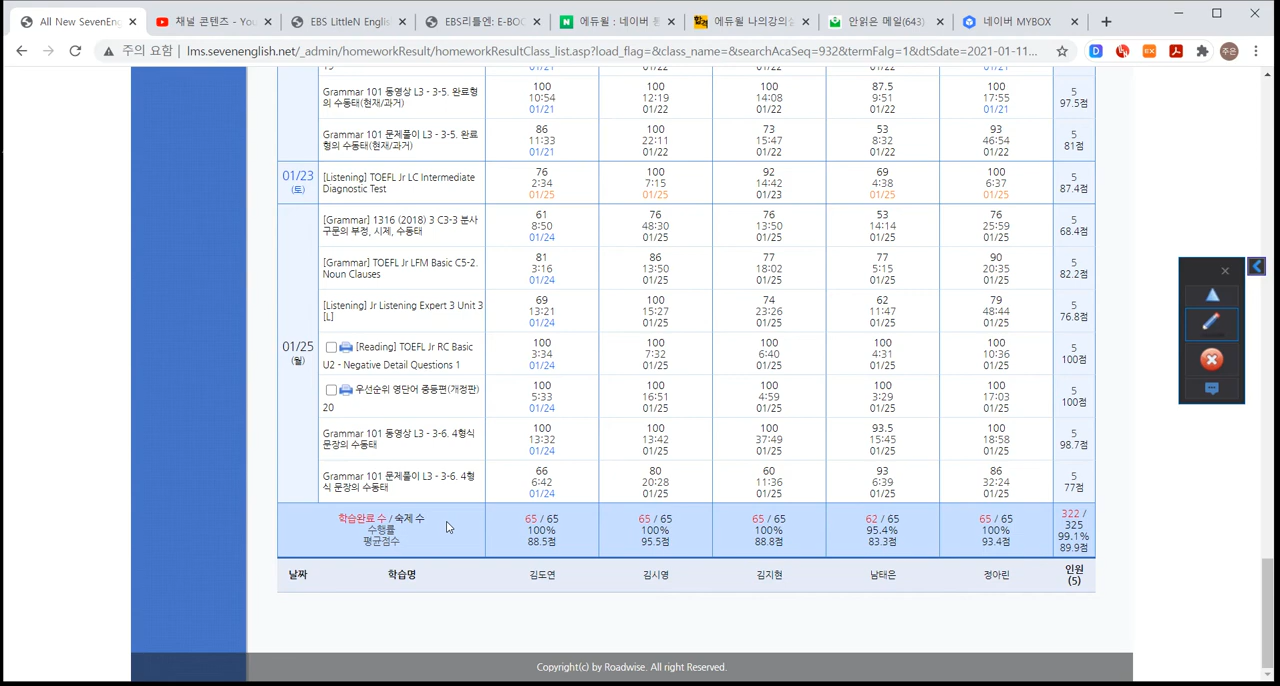 All New SevenEng
채널 콘텐츠 - You
EBS LittleN Englis
EBS리틀엔: E-BOO
에듀윌 : 네이버 톤
에듀윌 나의강의실
안읽은 메일(643)
네이버 MYBOX
주의 요함
lms.sevenenglish.net/_admin/homeworkResult/homeworkResultClass_list.asp?load_flag=&class_name=&searchAcaSeq=932&termFalg=1&dtSdate=2021-01-11...
주은
19 01/21 01/22 01/22 01/22 01/21
Grammar 101 동영상 L3 - 3-5. 완료형
의 수동태(현재/과거)
100 100 100 87.5 100 5
10:54 12:19 14:08 9:51 17:55 97.5점
01/21 01/22 01/22 01/22 01/21
Grammar 101 문제풀이 L3 - 3-5. 완료
형의 수동태(현재/과거)
86 100 73 53 93 5
11:33 22:11 15:47 8:32 46:54 81점
01/21 01/22 01/22 01/22 01/22
01/23
(토)
[Listening] TOEFL Jr LC Intermediate
Diagnostic Test
76 100 92 69 100 5
2:34 7:15 14:42 4:38 6:37 87.4점
01/25 01/25 01/23 01/25 01/25
01/25
(월)
[Grammar] 1316 (2018) 3 C3-3 분사
구문의 부정, 시제, 수동태
61 76 76 53 76 5
8:50 48:30 13:50 14:14 25:59 68.4점
01/24 01/25 01/25 01/25 01/25
[Grammar] TOEFL Jr LFM Basic C5-2.
Noun Clauses
81 86 77 77 90 5
3:16 13:50 18:02 5:15 20:35 82.2점
01/24 01/25 01/25 01/25 01/25
[Listening] Jr Listening Expert 3 Unit 3
[L]
69 100 74 62 79 5
13:21 15:27 23:26 11:47 48:44 76.8점
01/24 01/25 01/25 01/25 01/25
[Reading] TOEFL Jr RC Basic
U2 - Negative Detail Questions 1
100 100 100 100 100 5
3:34 7:32 6:40 4:31 10:36 100점
01/24 01/25 01/25 01/25 01/25
우선순위 영단어 중등편(개정판)
20
100 100 100 100 100 5
5:33 16:51 4:59 3:29 17:03 100점
01/24 01/25 01/25 01/25 01/25
Grammar 101 동영상 L3 - 3-6. 4형식
문장의 수동태
100 100 100 93.5 100 5
13:32 13:42 37:49 15:45 18:58 98.7점
01/24 01/25 01/25 01/25 01/25
Grammar 101 문제풀이 L3 - 3-6. 4형
식 문장의 수동태
66 80 60 93 86 5
6:42 20:28 11:36 6:39 32:24 77점
01/24 01/25 01/25 01/25 01/25
학습완료 수 / 숙제 수
수행률
평균점수
65 / 65 65 / 65 65 / 65 62 / 65 65 / 65 322 / 325
100% 100% 100% 95.4% 100% 99.1%
88.5점 95.5점 88.8점 83.3점 93.4점 89.9점
날짜 학습명 김도연 김시영 김지현 남태은 정아린 인원
(5)
Copyright(c) by Roadwise. All right Reserved.